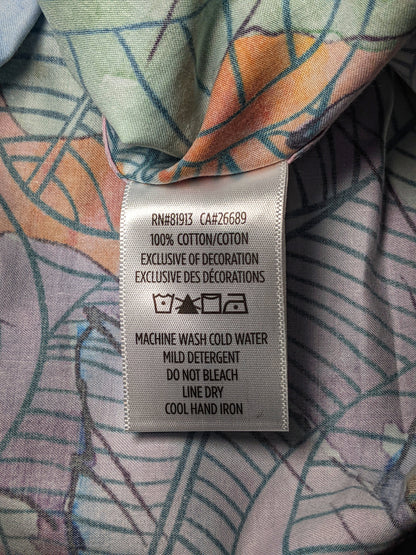 RN#81913 CA#26689
100% COTTON/COTON
EXCLUSIVE OF DECORATION
EXCLUSIVE DES DÉCORATIONS
MACHINE WASH COLD WATER
MILD DETERGENT
DO NOT BLEACH
LINE DRY
COOL HAND IRON